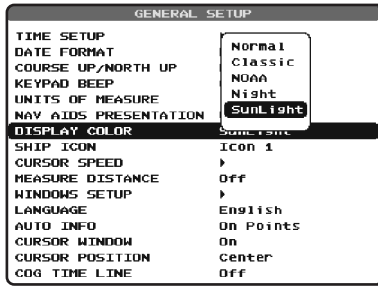 GENERAL SETUP
TIME SETUP
DATE FORMAT
COURSE UP/NORTH UP
KEYPAD BEEP
UNITS OF MEASURE
NAV AIDS PRESENTATION
Normal
Classic
NOAA
Night
SunLight
DISPLAY COLOR SunLight
SHIP ICON Icon 1
CURSOR SPEED
MEASURE DISTANCE Off
WINDOWS SETUP
LANGUAGE English
AUTO INFO On Points
CURSOR WINDOW On
CURSOR POSITION Center
COG TIME LINE Off